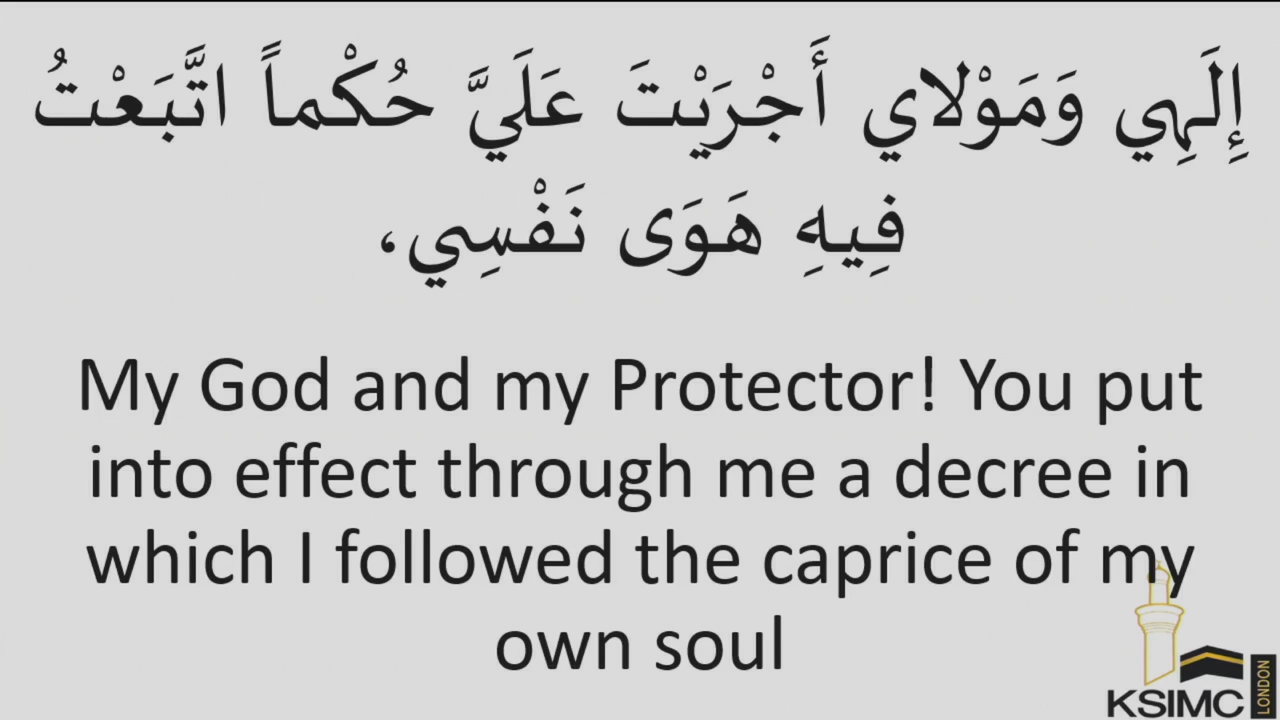 إِلَهِي وَمَوْلاي أَجْرَيْتَ عَلَيَّ حُكْماً اتَّبَعْتُ
فِيهِ هَوَى نَفْسِي،
My God and my Protector! You put
into effect through me a decree in
which I followed the caprice of my
own soul
KSIMC
LONDON